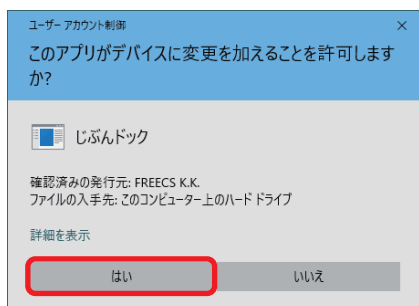 ユーザー アカウント制御
このアプリがデバイスに変更を加えることを許可します
か?
じぶんドック
確認済みの発行元: FREECS K.K.
ファイルの入手先: このコンピューター上のハード ドライブ
詳細を表示
はい
いいえ